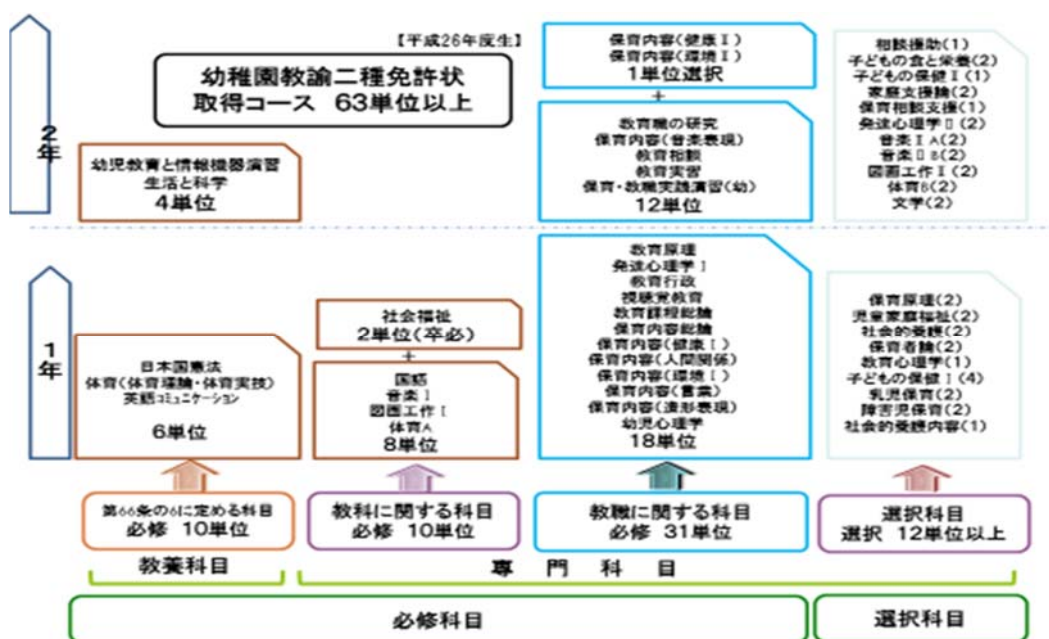 【平成26年度生】
幼稚園教諭二種免許状
取得コース 63単位以上
2年
幼児教育と情報機器演習
生活と科学
4単位
保育内容(健康Ⅰ)
保育内容(環境Ⅰ)
1単位選択
+
教育職の研究
保育内容(音楽表現)
教育相談
教育実習
保育・教職実践演習(幼)
12単位
相談援助(1)
子どもの食と栄養(2)
子どもの保健Ⅰ(1)
家庭支援論(2)
保育相談支援(1)
発達心理学Ⅱ(2)
音楽ⅠA(2)
音楽ⅡB(2)
図画工作Ⅰ(2)
体育B(2)
文学(2)
1年
日本国憲法
体育(体育理論・体育実技)
英語コミュニケーション
6単位
社会福祉
2単位(卒必)
+
国語
音楽Ⅰ
図画工作Ⅰ
体育A
8単位
教育原理
発達心理学Ⅰ
教育行政
視聴覚教育
教育課程総論
保育内容総論
保育内容(健康Ⅰ)
保育内容(人間関係)
保育内容(環境Ⅰ)
保育内容(言葉)
保育内容(造形表現)
幼児心理学
18単位
保育原理(2)
児童家庭福祉(2)
社会的養護(2)
保育者論(2)
教育心理学(1)
子どもの保健Ⅰ(4)
乳児保育(2)
障害児保育(2)
社会的養護内容(1)
第66条の6に定める科目
必修 10単位
教科に関する科目
必修 10単位
教職に関する科目
必修 31単位
選択科目
選択 12単位以上
教養科目
専門科目
必修科目
選択科目